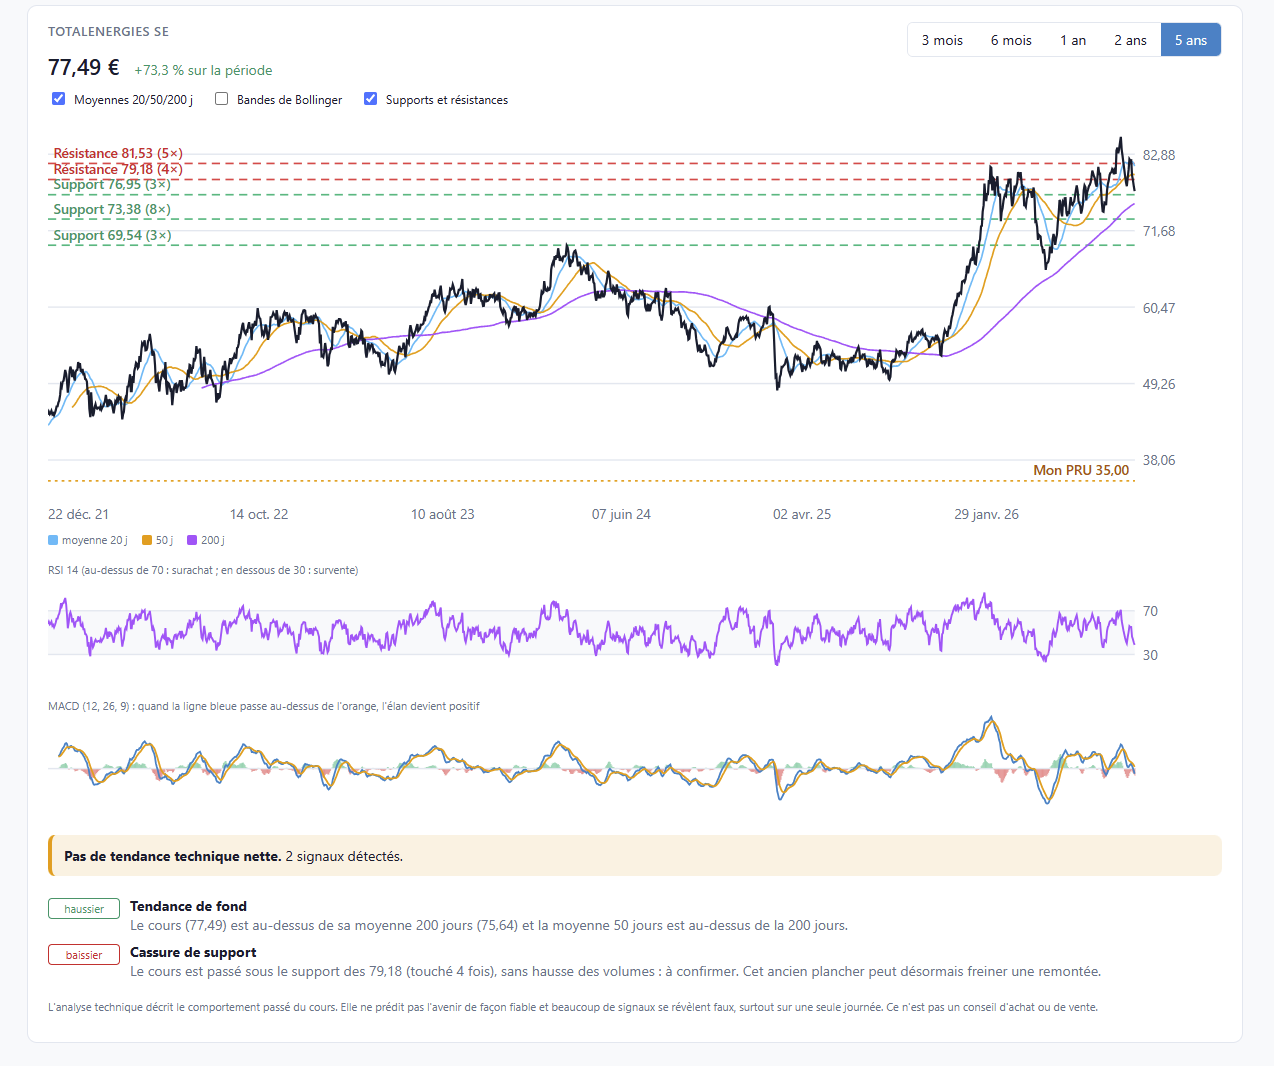 TOTALENERGIES SE
3 mois 6 mois 1 an 2 ans 5 ans
77,49 € +73,3 % sur la période
Moyennes 20/50/200 j Bandes de Bollinger Supports et résistances
Résistance 81,53 (5×)
82,88
Résistance 79,18 (4×)
Support 76,95 (3×)
Support 73,38 (8×)
71,68
Support 69,54 (3×)
60,47
49,26
38,06
Mon PRU 35,00
22 déc. 21 14 oct. 22 10 août 23 07 juin 24 02 avr. 25 29 janv. 26
moyenne 20 j 50 j 200 j
RSI 14 (au-dessus de 70 : surachat ; en dessous de 30 : survente)
70
30
MACD (12, 26, 9) : quand la ligne bleue passe au-dessus de l'orange, l'élan devient positif
Pas de tendance technique nette. 2 signaux détectés.
haussier Tendance de fond
Le cours (77,49) est au-dessus de sa moyenne 200 jours (75,64) et la moyenne 50 jours est au-dessus de la 200 jours.
baissier Cassure de support
Le cours est passé sous le support des 79,18 (touché 4 fois), sans hausse des volumes : à confirmer. Cet ancien plancher peut désormais freiner une remontée.
L'analyse technique décrit le comportement passé du cours. Elle ne prédit pas l'avenir de façon fiable et beaucoup de signaux se révèlent faux, surtout sur une seule journée. Ce n'est pas un conseil d'achat ou de vente.